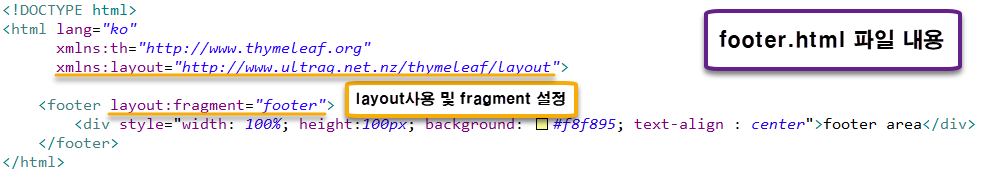 <!DOCTYPE html>
<html lang="ko"
xmlns:th="http://www.thymeleaf.org"
xmlns:layout="http://www.ultraq.net.nz/thymeleaf/layout">
footer.html 파일 내용
<footer layout:fragment="footer">
layout사용 및 fragment 설정
<div style="width: 100%; height:100px; background: #f8f895; text-align : center">footer area</div>
</footer>
</html>